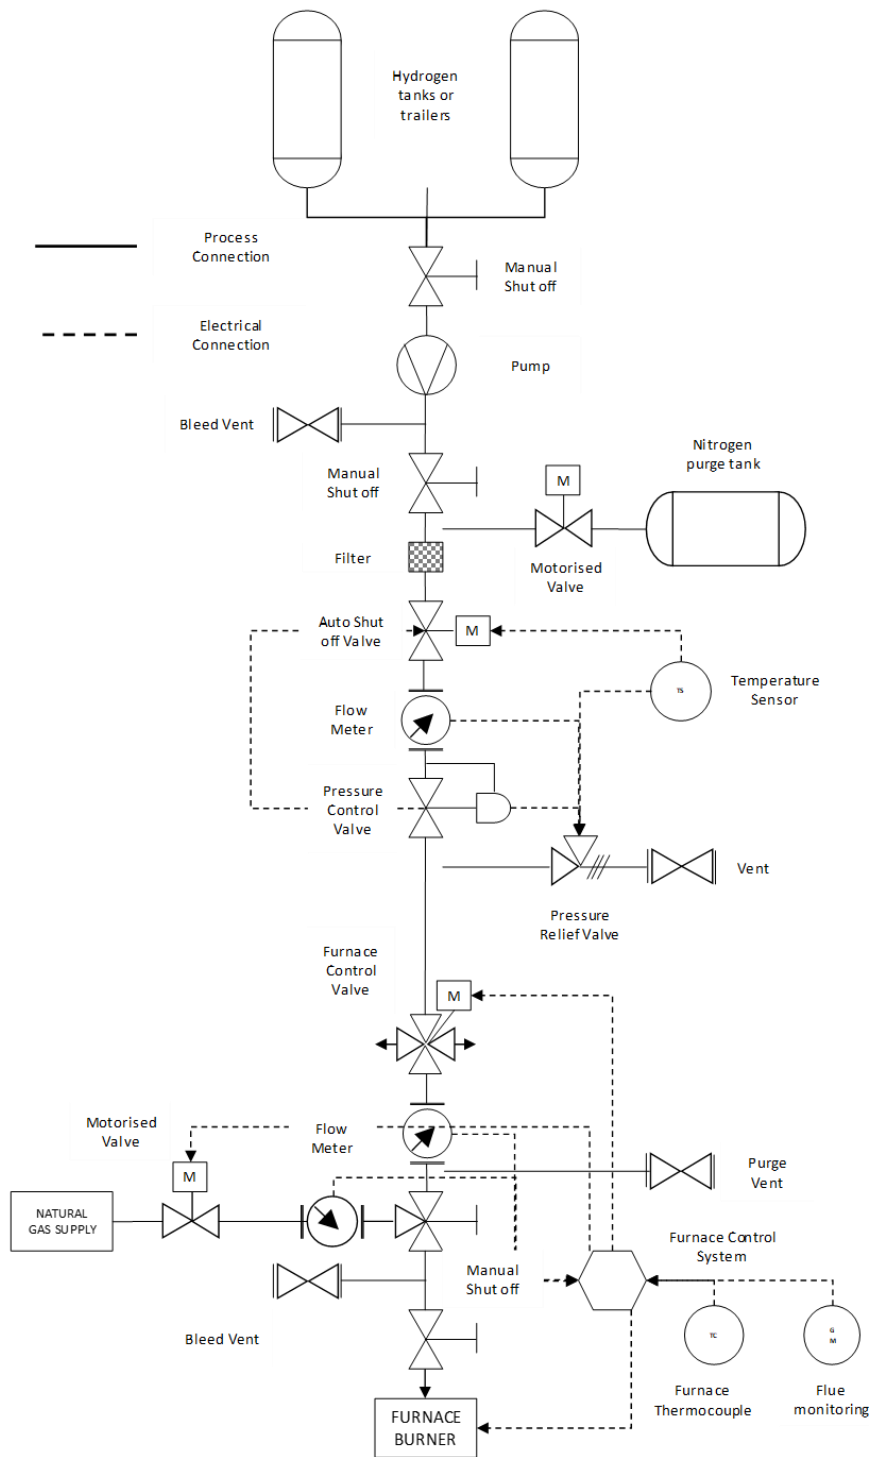 Hydrogen
tanks or
trailers
Process
Connection
Manual
Shut off
Electrical
Connection
Pump
Bleed Vent
Nitrogen
purge tank
Manual
Shut off
M
Filter
Motorised
Valve
Auto Shut
off Valve
M
TS
Temperature
Sensor
Flow
Meter
Pressure
Control
Valve
Vent
Pressure
Relief Valve
Furnace
Control
Valve
M
Motorised
Valve
Flow
Meter
M
Purge
Vent
NATURAL
GAS SUPPLY
Furnace Control
System
Manual
Shut off
Bleed Vent
TC
G
M
Furnace
Thermocouple
Flue
monitoring
FURNACE
BURNER